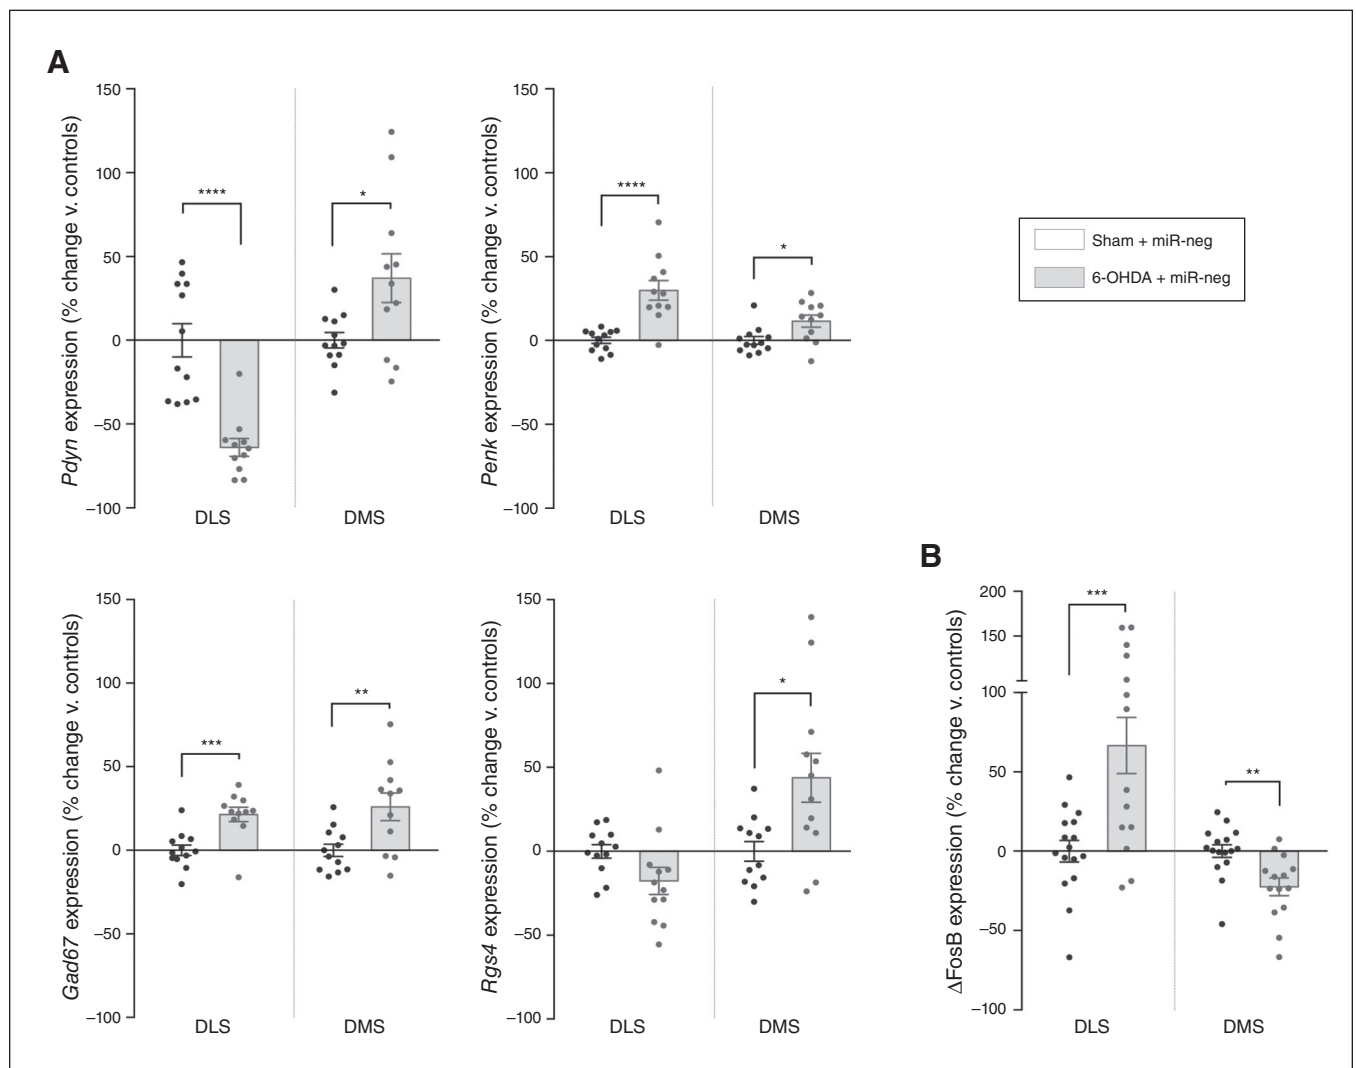 A
150
100
50
0
−50
−100
Pdyn expression (% change v. controls)
****
*
DLS
DMS
150
100
50
0
−50
−100
Penk expression (% change v. controls)
****
*
DLS
DMS
Sham + miR-neg
6-OHDA + miR-neg
150
100
50
0
−50
−100
Gad67 expression (% change v. controls)
***
**
DLS
DMS
150
100
50
0
−50
−100
Rgs4 expression (% change v. controls)
*
DLS
DMS
B
200
150
100
50
0
−50
−100
ΔFosB expression (% change v. controls)
***
**
DLS
DMS